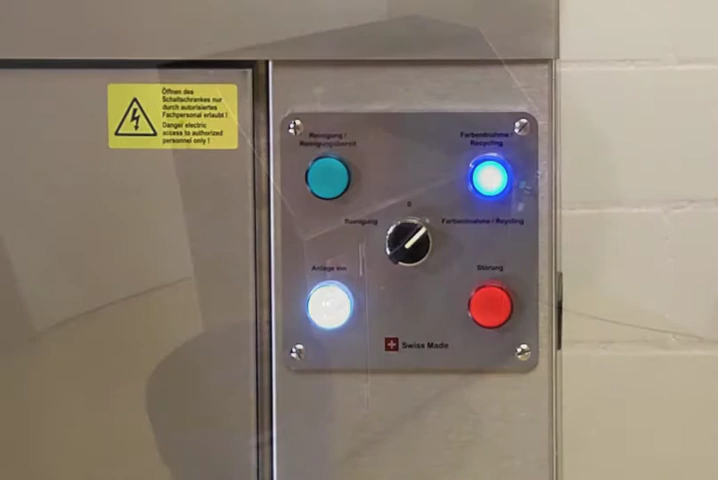 Öffnen des
Schaltschrankes nur
durch autorisiertes
Fachpersonal erlaubt !
Danger electric
access to authorized
personnel only !
Reinigung /
Reinigungsbereit
Farbentnahme /
Recycling
0
Reinigung
Farbentnahme / Recycling
Anlage ein
Störung
Swiss Made